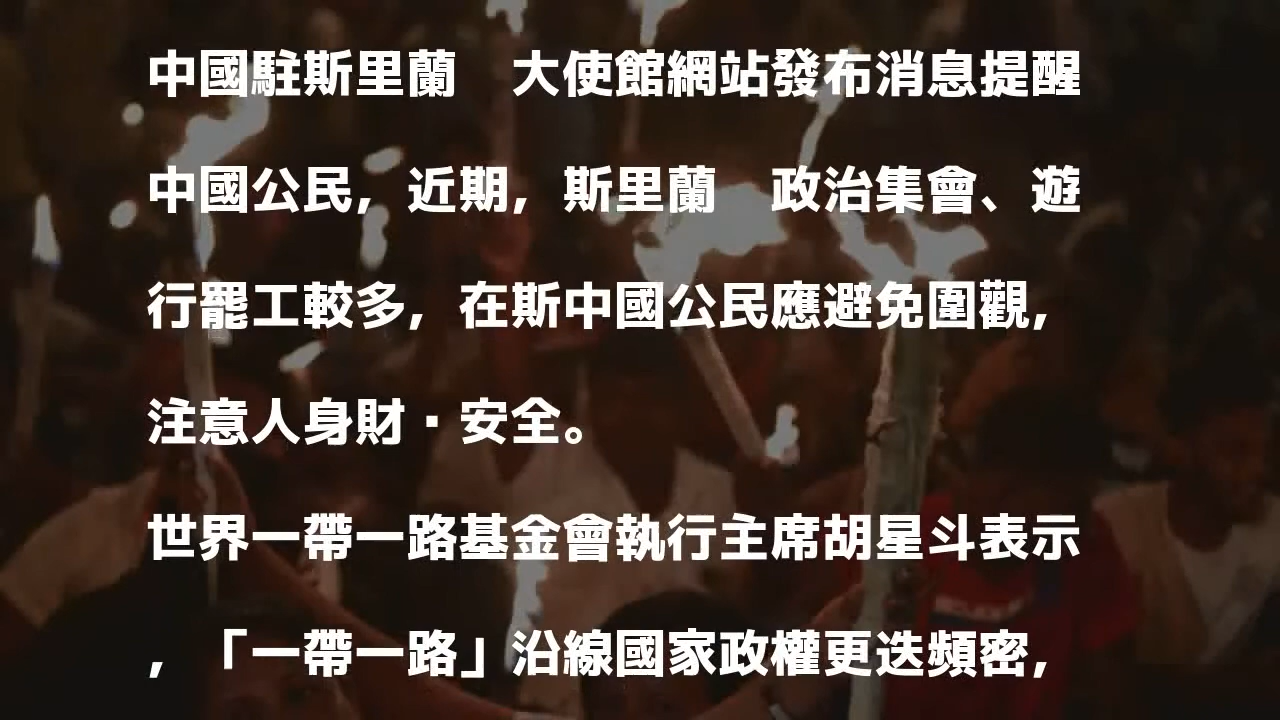 中國駐斯里蘭　大使館網站發布消息提醒
中國公民，近期，斯里蘭　政治集會、遊
行罷工較多，在斯中國公民應避免圍觀，
注意人身財·安全。
世界一帶一路基金會執行主席胡星斗表示
，「一帶一路」沿線國家政權更迭頻密，